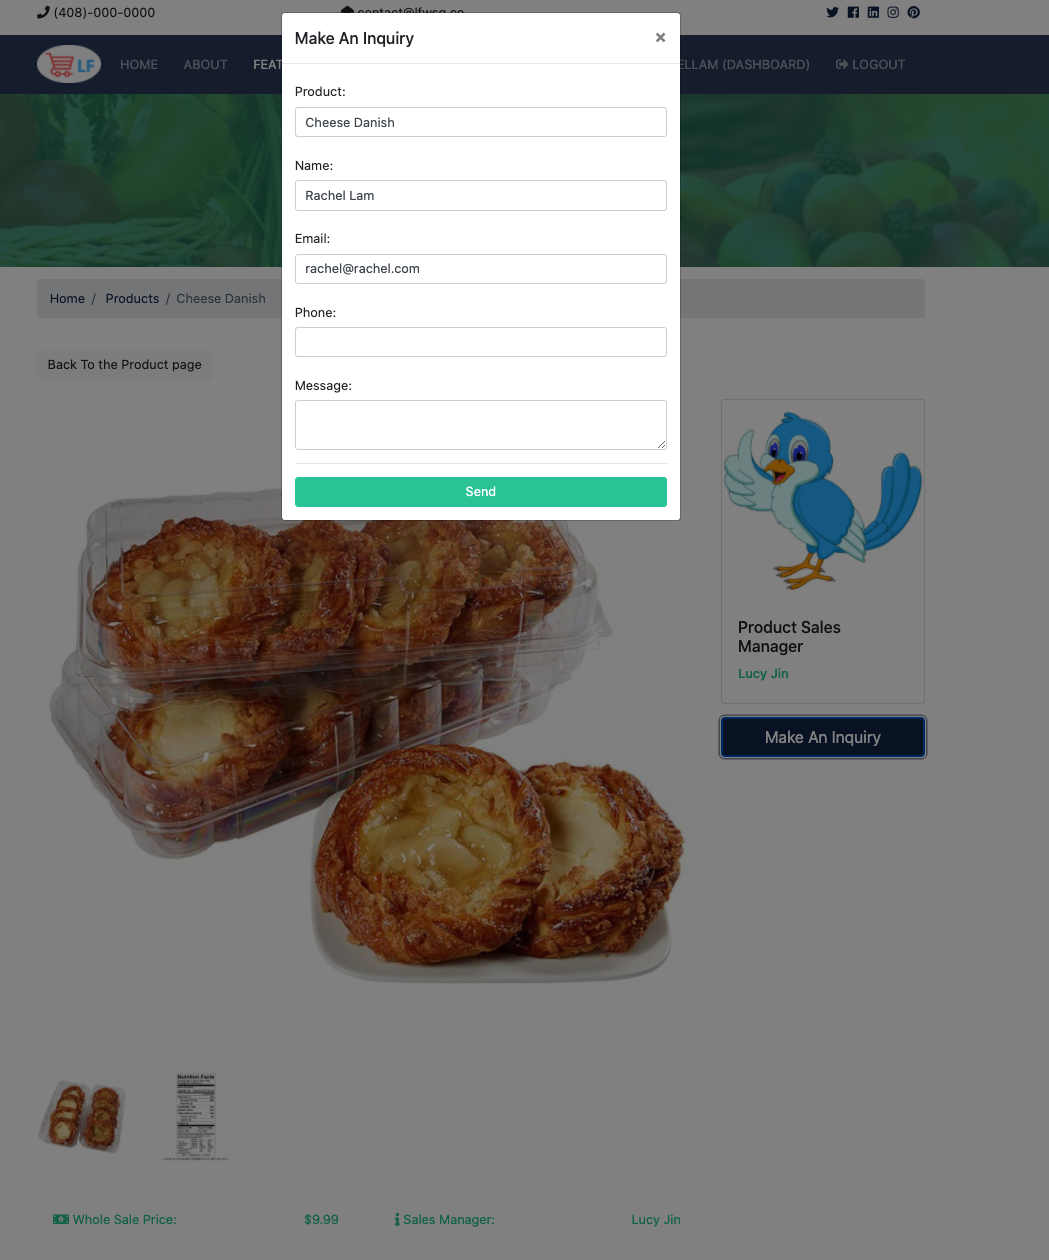 (408)-000-0000
contact@lfwsg.co
Make An Inquiry
×
LF
HOME
ABOUT
FEAT
ELLAM (DASHBOARD)
LOGOUT
Product:
Cheese Danish
Name:
Rachel Lam
Email:
rachel@rachel.com
Home / Products / Cheese Danish
Phone:
Back To the Product page
Message:
Send
Product Sales
Manager
Lucy Jin
Make An Inquiry
Nutrition Facts
Whole Sale Price: $9.99
Sales Manager: Lucy Jin